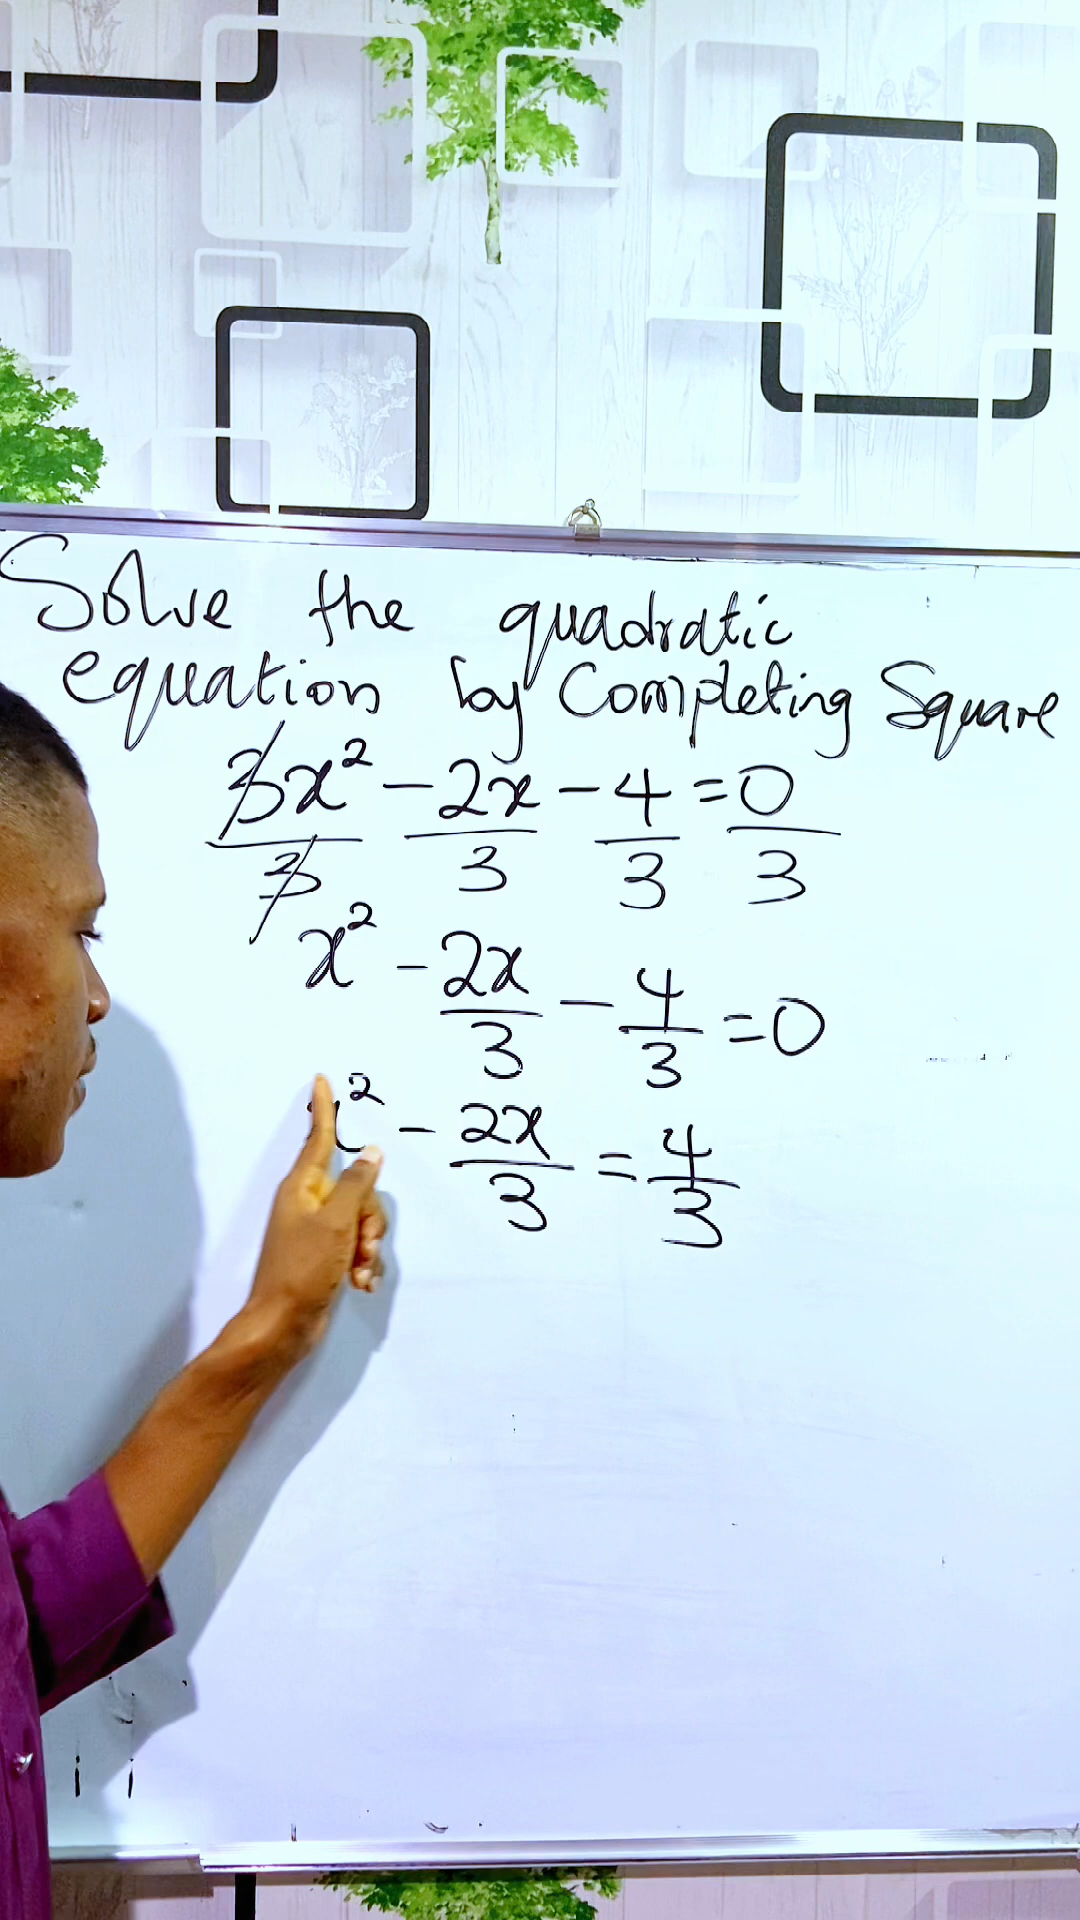 Solve the quadratic
equation by Completing Square
3x² - 2x - 4 = 0
3 3 3 3
x² - 2x/3 - 4/3 = 0
x² - 2x/3 = 4/3